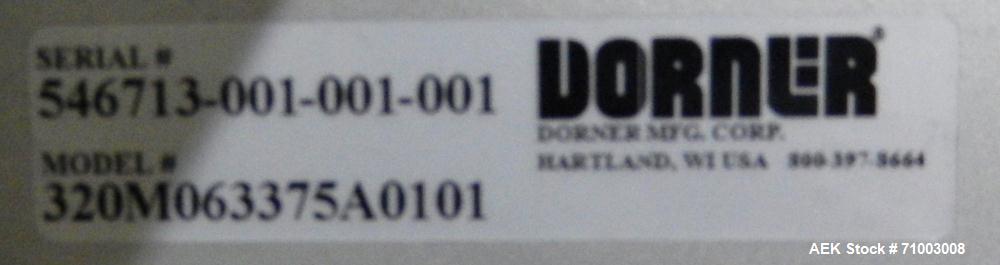 SERIAL #
546713-001-001-001
MODEL #
320M063375A0101
DORNER®
DORNER MFG. CORP.
HARTLAND, WI USA 800-397-8664
AEK Stock # 71003008